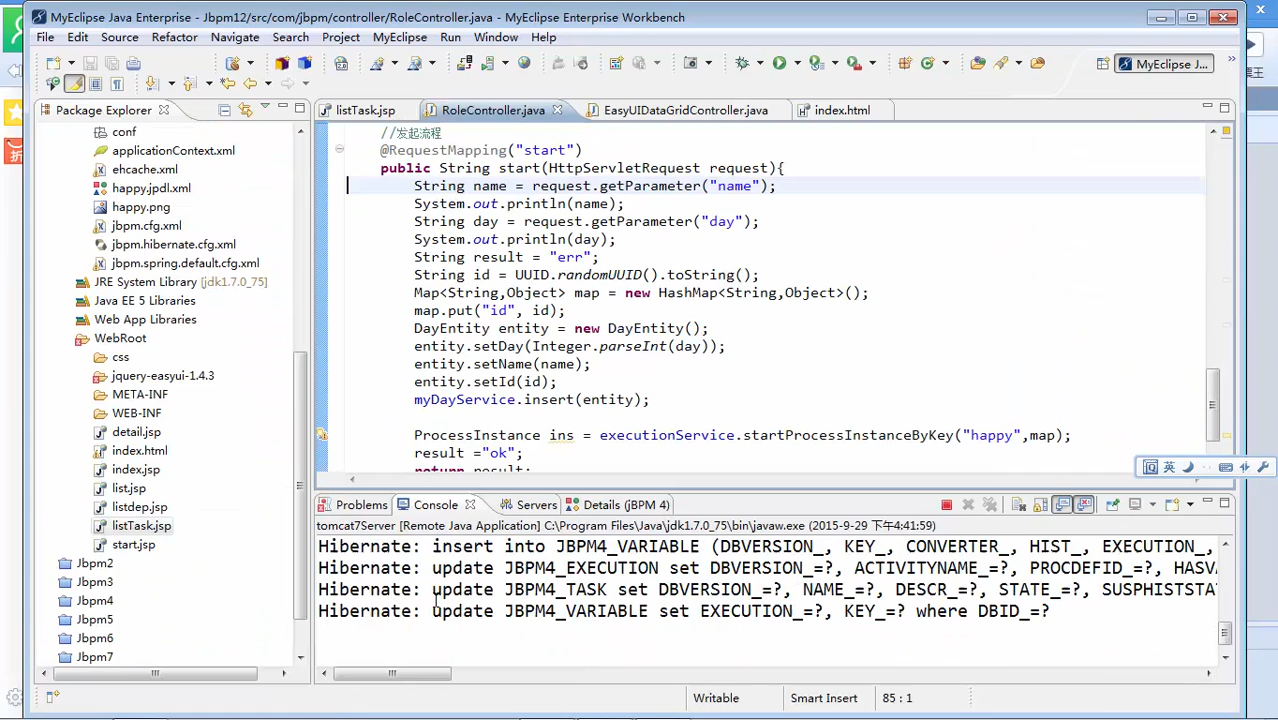 MyEclipse Java Enterprise - Jbpm12/src/com/jbpm/controller/RoleController.java - MyEclipse Enterprise Workbench
File Edit Source Refactor Navigate Search Project MyEclipse Run Window Help
MyEclipse J...
Package Explorer
listTask.jsp RoleController.java EasyUIDataGridController.java index.html
conf
applicationContext.xml
ehcache.xml
happy.jpdl.xml
happy.png
jbpm.cfg.xml
jbpm.hibernate.cfg.xml
jbpm.spring.default.cfg.xml
JRE System Library [jdk1.7.0_75]
Java EE 5 Libraries
Web App Libraries
WebRoot
css
jquery-easyui-1.4.3
META-INF
WEB-INF
detail.jsp
index.html
index.jsp
list.jsp
listdep.jsp
listTask.jsp
start.jsp
Jbpm2
Jbpm3
Jbpm4
Jbpm5
Jbpm6
Jbpm7
//发起流程
@RequestMapping("start")
public String start(HttpServletRequest request){
String name = request.getParameter("name");
System.out.println(name);
String day = request.getParameter("day");
System.out.println(day);
String result = "err";
String id = UUID.randomUUID().toString();
Map<String,Object> map = new HashMap<String,Object>();
map.put("id", id);
DayEntity entity = new DayEntity();
entity.setDay(Integer.parseInt(day));
entity.setName(name);
entity.setId(id);
myDayService.insert(entity);
ProcessInstance ins = executionService.startProcessInstanceByKey("happy",map);
result ="ok";
return result;
英
Problems Console Servers Details (jBPM 4)
tomcat7Server [Remote Java Application] C:\Program Files\Java\jdk1.7.0_75\bin\javaw.exe (2015-9-29 下午4:41:59)
Hibernate: insert into JBPM4_VARIABLE (DBVERSION_, KEY_, CONVERTER_, HIST_, EXECUTION_,
Hibernate: update JBPM4_EXECUTION set DBVERSION_=?, ACTIVITYNAME_=?, PROCDEFID_=?, HASVA
Hibernate: update JBPM4_TASK set DBVERSION_=?, NAME_=?, DESCR_=?, STATE_=?, SUSPHISTSTAT
Hibernate: update JBPM4_VARIABLE set EXECUTION_=?, KEY_=? where DBID_=?
Writable Smart Insert 85 : 1